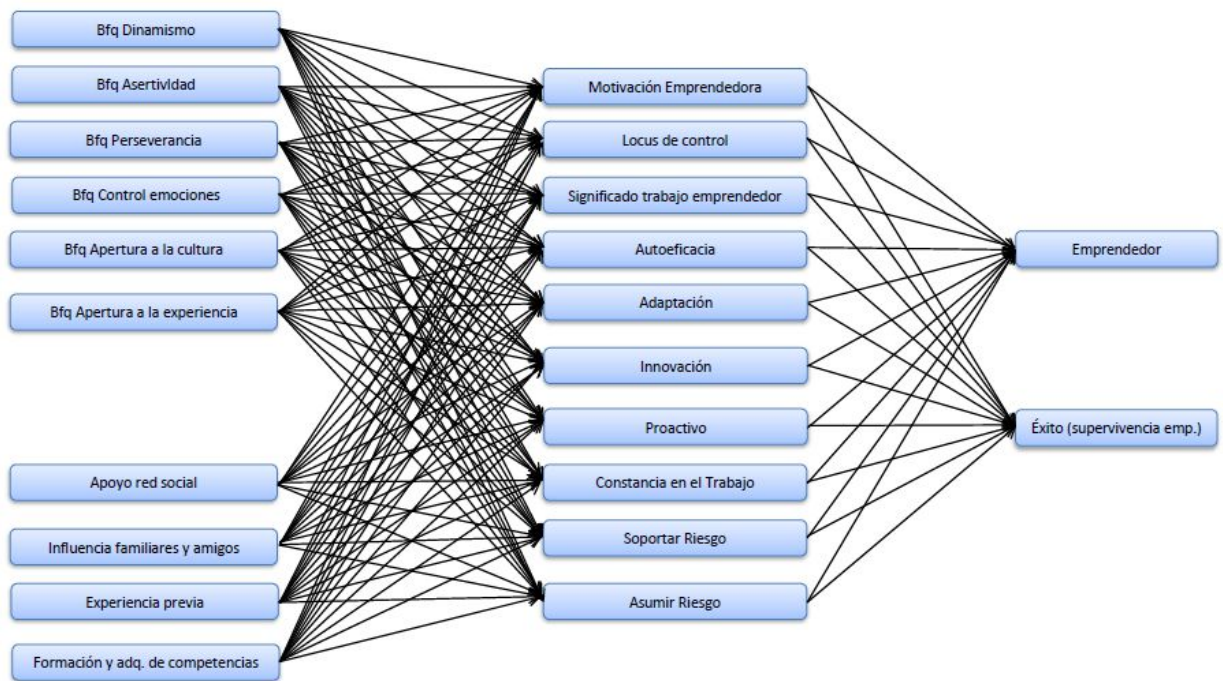 Bfq Dinamismo
Bfq AsertivIdad
Bfq Perseverancia
Bfq Control emociones
Bfq Apertura a la cultura
Bfq Apertura a la experiencia
Apoyo red social
Influencia familiares y amigos
Experiencia previa
Formación y adq. de competencias
Motivación Emprendedora
Locus de control
Significado trabajo emprendedor
Autoeficacia
Adaptación
Innovación
Proactivo
Constancia en el Trabajo
Soportar Riesgo
Asumir Riesgo
Emprendedor
Éxito (supervivencia emp.)